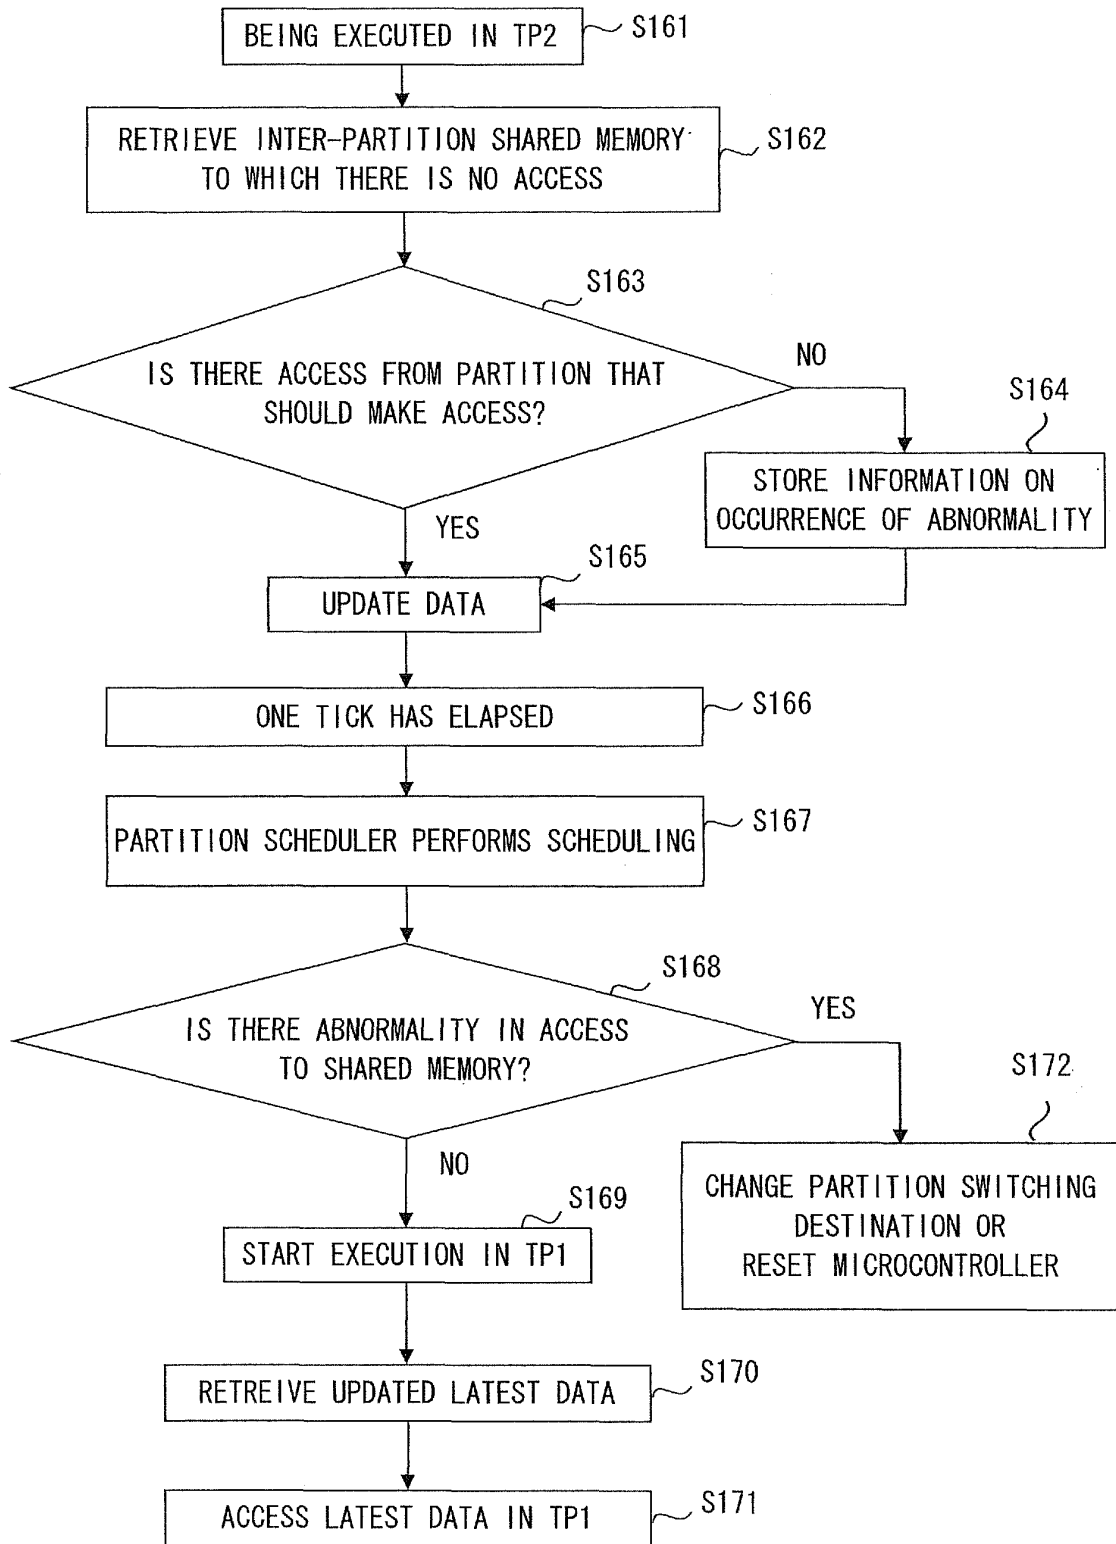 BEING EXECUTED IN TP2
S161
RETRIEVE INTER-PARTITION SHARED MEMORY
TO WHICH THERE IS NO ACCESS
S162
S163
IS THERE ACCESS FROM PARTITION THAT
SHOULD MAKE ACCESS?
NO
S164
STORE INFORMATION ON
OCCURRENCE OF ABNORMALITY
YES
S165
UPDATE DATA
ONE TICK HAS ELAPSED
S166
PARTITION SCHEDULER PERFORMS SCHEDULING
S167
S168
IS THERE ABNORMALITY IN ACCESS
TO SHARED MEMORY?
YES
S172
CHANGE PARTITION SWITCHING
DESTINATION OR
RESET MICROCONTROLLER
NO
S169
START EXECUTION IN TP1
RETREIVE UPDATED LATEST DATA
S170
ACCESS LATEST DATA IN TP1
S171